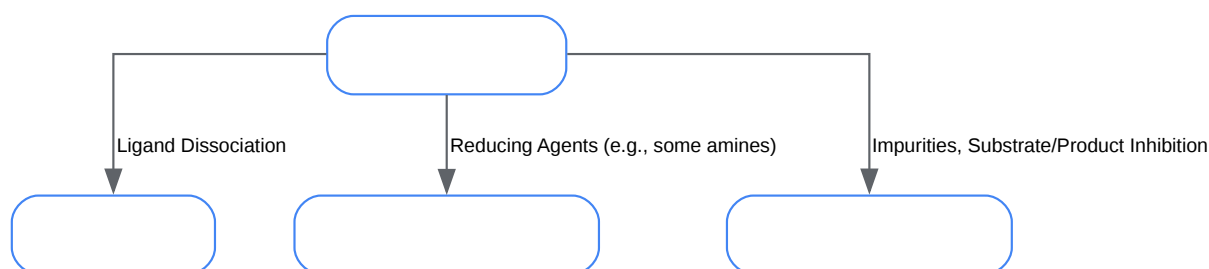 Ligand Dissociation
Reducing Agents (e.g., some amines)
Impurities, Substrate/Product Inhibition